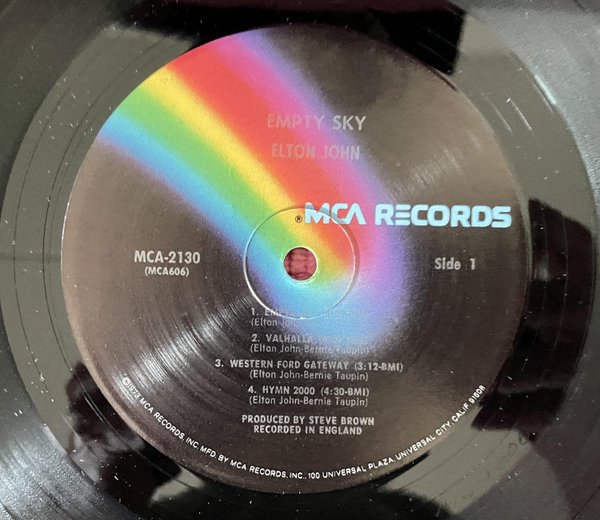 EMPTY SKY
ELTON JOHN
® MCA RECORDS
MCA-2130
(MCA606)
Side 1
1.
(Elton
2. VALHALLA
(Elton John-Bernie Taupin)
3. WESTERN FORD GATEWAY (3:12-BMI)
(Elton John-Bernie Taupin)
4. HYMN 2000 (4:30-BMI)
(Elton John-Bernie Taupin)
PRODUCED BY STEVE BROWN
RECORDED IN ENGLAND
©1973 MCA RECORDS, INC. MFD. BY MCA RECORDS, INC., 100 UNIVERSAL PLAZA, UNIVERSAL CITY, CALIF. 91608